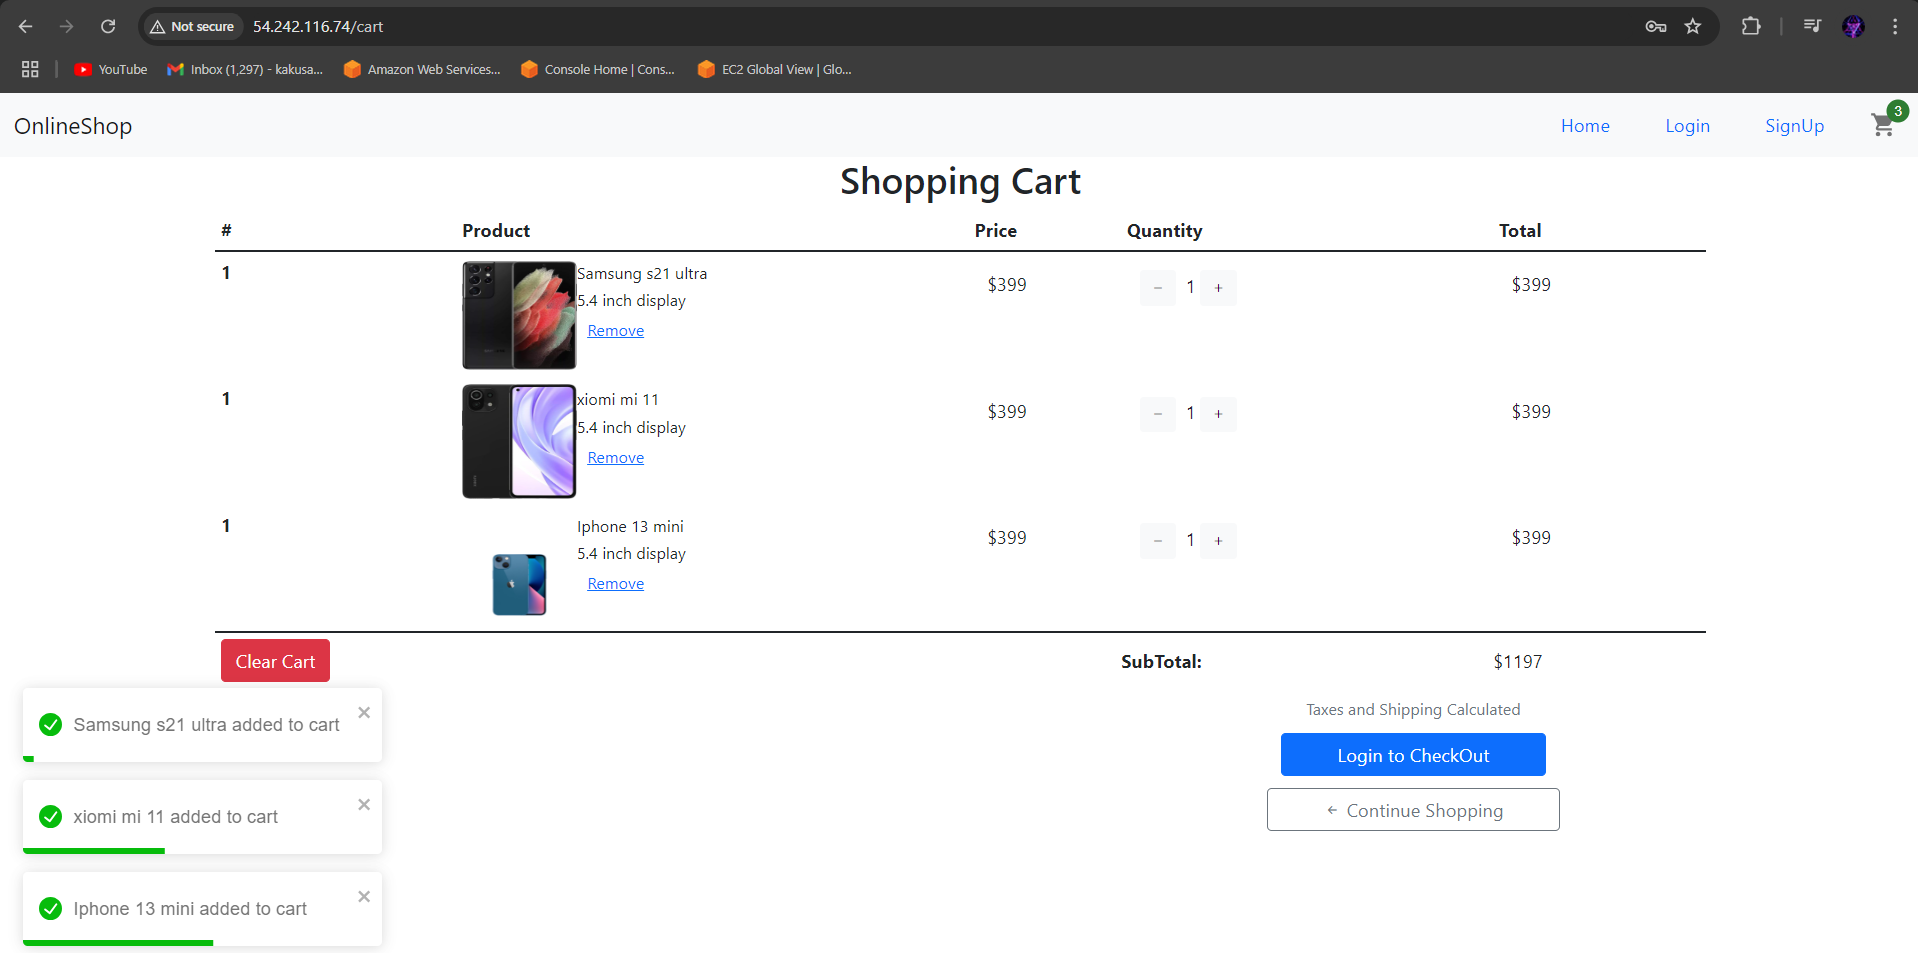 Not secure 54.242.116.74/cart
YouTube Inbox (1,297) - kakusa... Amazon Web Services... Console Home | Cons... EC2 Global View | Glo...
OnlineShop Home Login SignUp 3
Shopping Cart
# Product Price Quantity Total
1 Samsung s21 ultra $399 − 1 + $399
5.4 inch display
Remove
1 xiomi mi 11 $399 − 1 + $399
5.4 inch display
Remove
1 Iphone 13 mini $399 − 1 + $399
5.4 inch display
Remove
Clear Cart SubTotal: $1197
Taxes and Shipping Calculated
Login to CheckOut
← Continue Shopping
Samsung s21 ultra added to cart
xiomi mi 11 added to cart
Iphone 13 mini added to cart